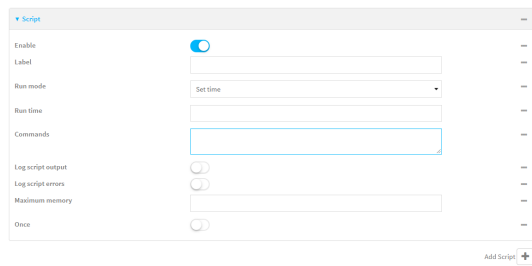 Script
Enable
Label
Run mode
Set time
Run time
Commands
Log script output
Log script errors
Maximum memory
Once
Add Script